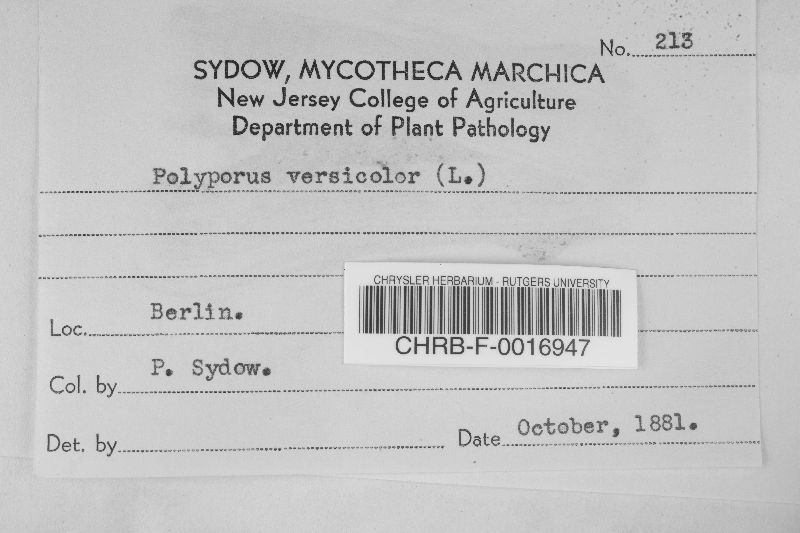 No. 213
SYDOW, MYCOTHECA MARCHICA
New Jersey College of Agriculture
Department of Plant Pathology
Polyporus versicolor (L.)
CHRYSLER HERBARIUM - RUTGERS UNIVERSITY
CHRB-F-0016947
Loc. Berlin.
Col. by P. Sydow.
Det. by
Date October, 1881.